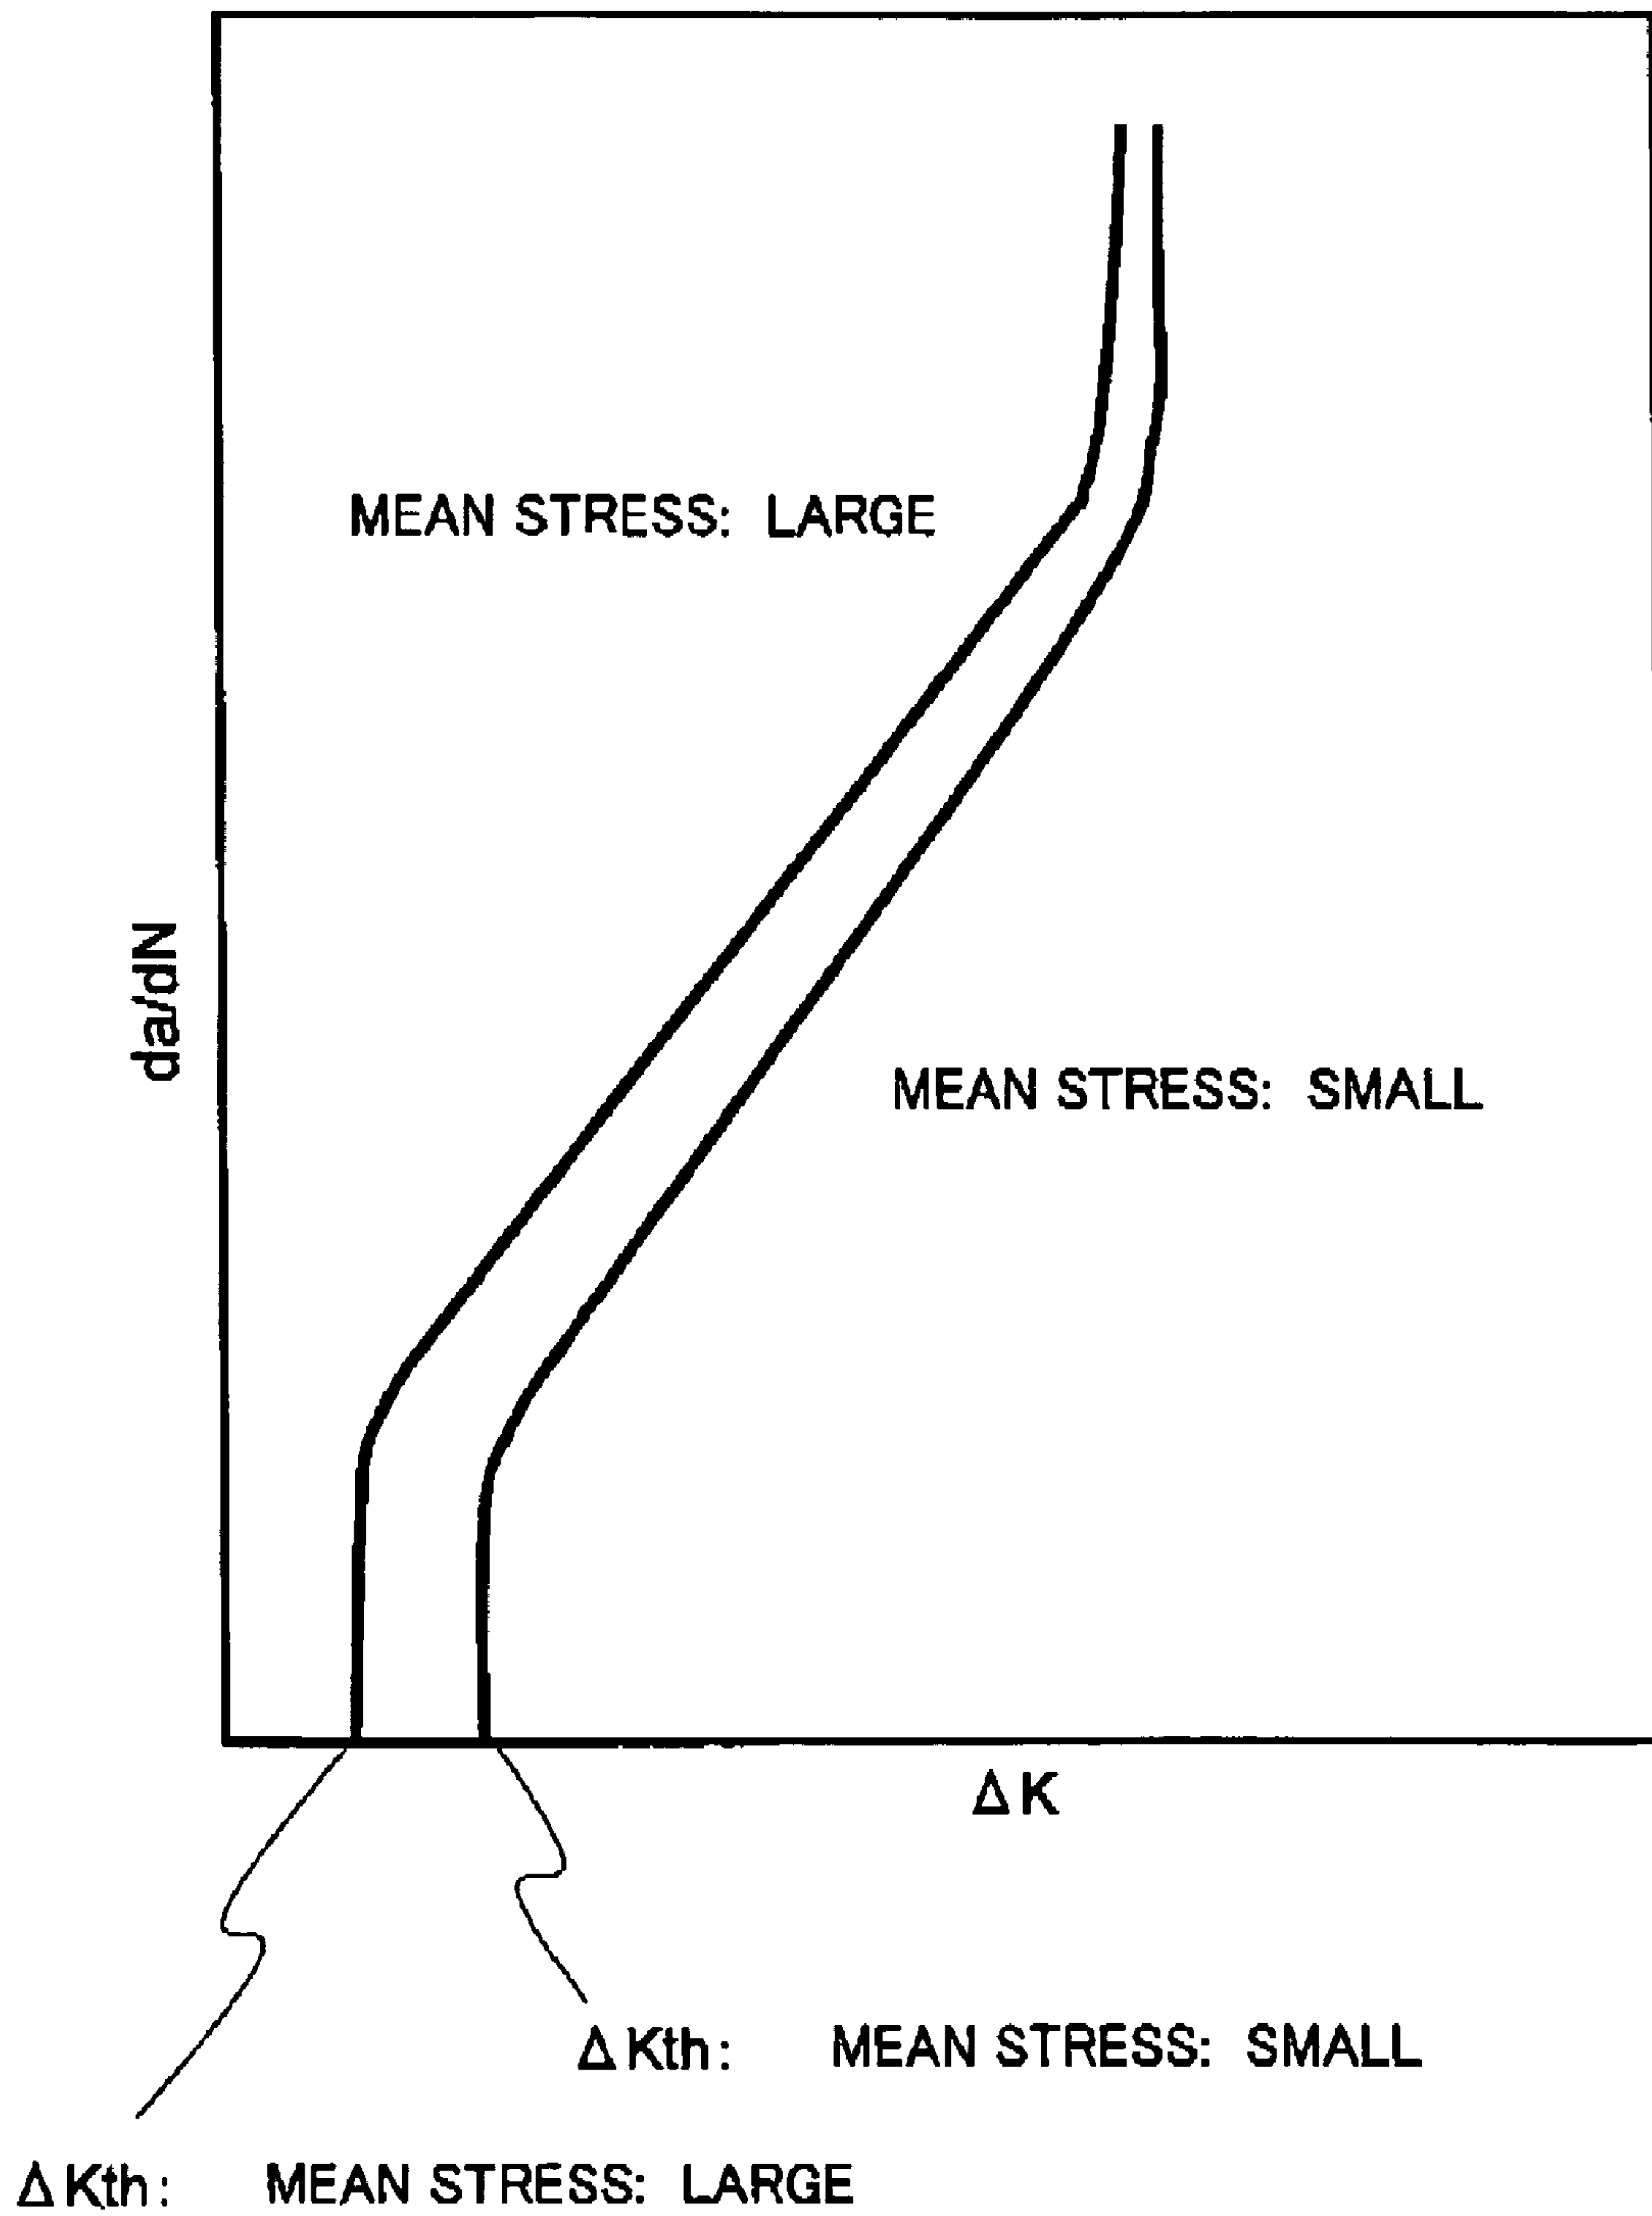 MEAN STRESS: LARGE
da/dN
MEAN STRESS: SMALL
ΔK
ΔKth: MEAN STRESS: SMALL
ΔKth: MEAN STRESS: LARGE